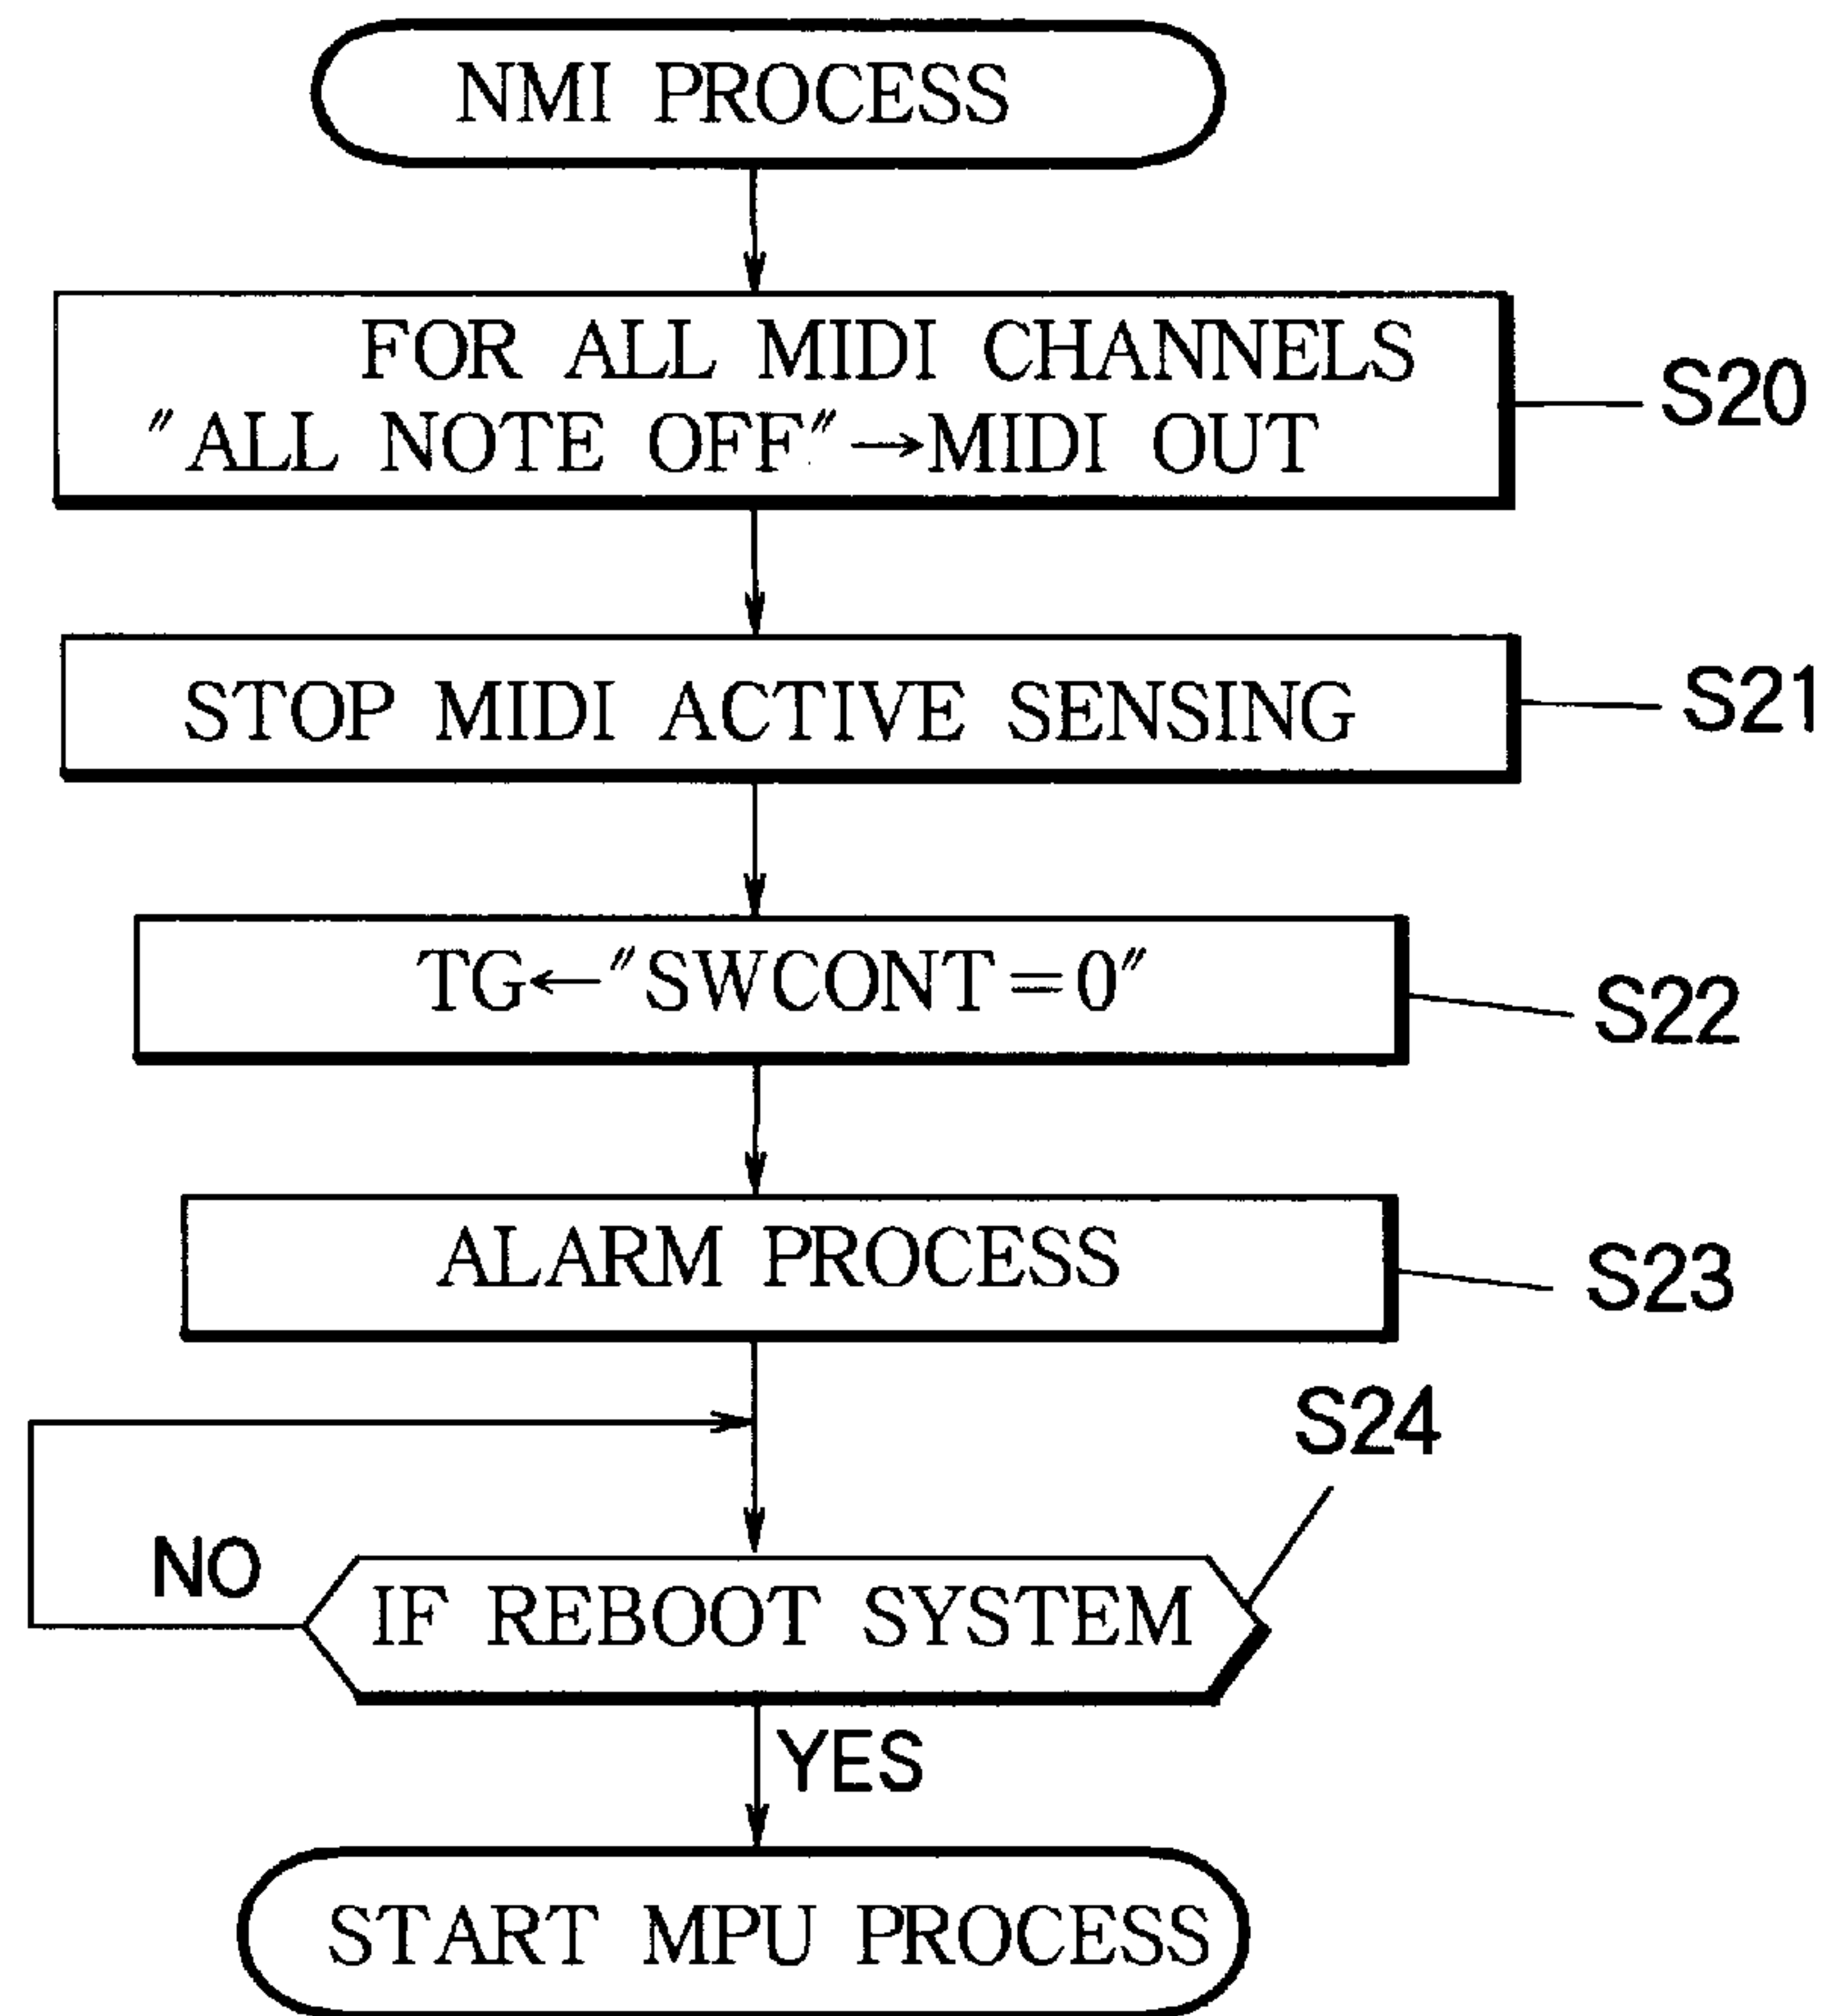 NMI PROCESS
FOR ALL MIDI CHANNELS
"ALL NOTE OFF"→MIDI OUT
S20
STOP MIDI ACTIVE SENSING
S21
TG←"SWCONT=0"
S22
ALARM PROCESS
S23
S24
NO
IF REBOOT SYSTEM
YES
START MPU PROCESS